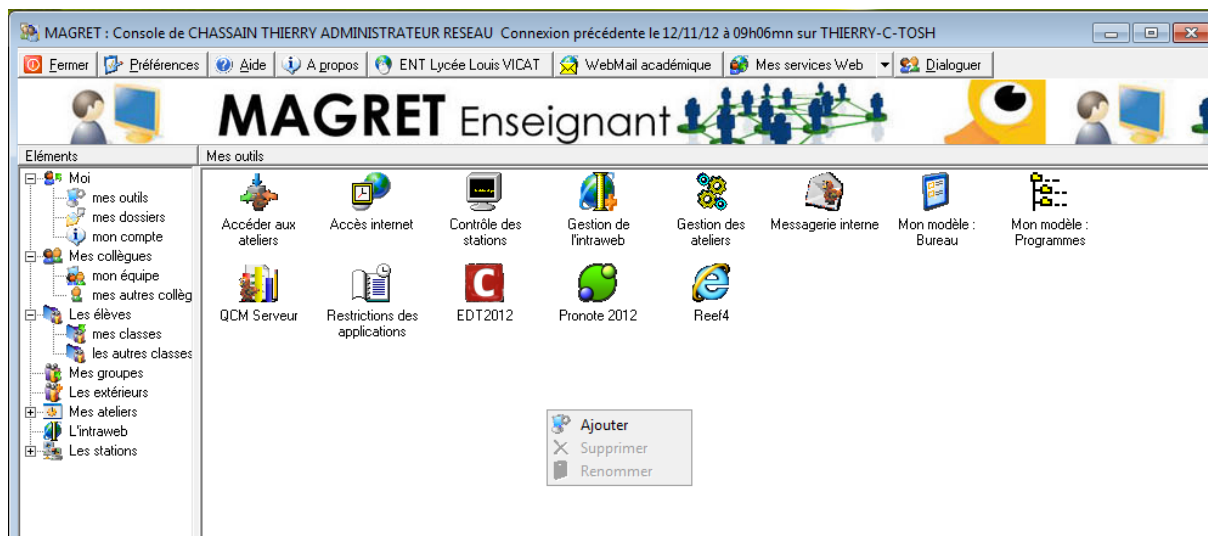 MAGRET : Console de CHASSAIN THIERRY ADMINISTRATEUR RESEAU Connexion précédente le 12/11/12 à 09h06mn sur THIERRY-C-TOSH
Fermer Préférences Aide A propos ENT Lycée Louis VICAT WebMail académique Mes services Web Dialoguer
MAGRET Enseignant
Eléments Mes outils
Moi
mes outils
mes dossiers
mon compte
Mes collègues
mon équipe
mes autres collèg
Les élèves
mes classes
les autres classes
Mes groupes
Les extérieurs
Mes ateliers
L'intraweb
Les stations
Accéder aux ateliers
Accès internet
Contrôle des stations
Gestion de l'intraweb
Gestion des ateliers
Messagerie interne
Mon modèle : Bureau
Mon modèle : Programmes
QCM Serveur
Restrictions des applications
EDT2012
Pronote 2012
Reef4
Ajouter
Supprimer
Renommer